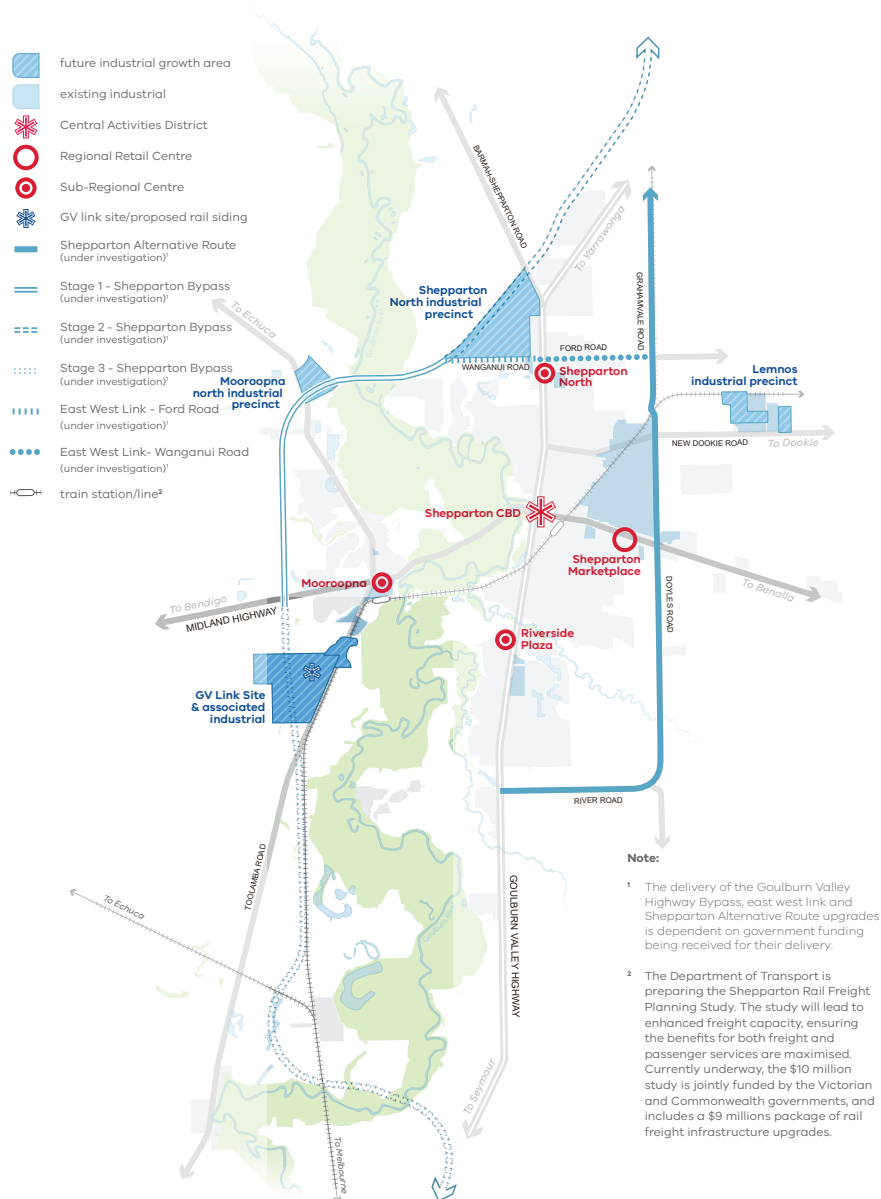 future industrial growth area
existing industrial
Central Activities District
Regional Retail Centre
Sub-Regional Centre
GV link site/proposed rail siding
Shepparton Alternative Route
(under investigation)¹
Stage 1 - Shepparton Bypass
(under investigation)¹
Stage 2 - Shepparton Bypass
(under investigation)¹
Stage 3 - Shepparton Bypass
(under investigation)¹
East West Link - Ford Road
(under investigation)¹
East West Link- Wanganui Road
(under investigation)¹
train station/line²
BARMAH-SHEPPARTON ROAD
To Yarrawonga
GRAHAMVALE ROAD
Shepparton
North industrial
precinct
To Echuca
FORD ROAD
WANGANUI ROAD
Shepparton
North
Mooroopna
north industrial
precinct
Lemnos
industrial precinct
NEW DOOKIE ROAD
To Dookie
Shepparton CBD
Shepparton
Marketplace
Mooroopna
To Benalla
DOYLES ROAD
To Bendigo
MIDLAND HIGHWAY
Riverside
Plaza
GV Link Site
& associated
industrial
RIVER ROAD
TOOLAMBA ROAD
To Echuca
GOULBURN VALLEY HIGHWAY
To Seymour
To Melbourne
Note:
¹ The delivery of the Goulburn Valley
Highway Bypass, east west link and
Shepparton Alternative Route upgrades
is dependent on government funding
being received for their delivery.
² The Department of Transport is
preparing the Shepparton Rail Freight
Planning Study. The study will lead to
enhanced freight capacity, ensuring
the benefits for both freight and
passenger services are maximised.
Currently underway, the $10 million
study is jointly funded by the Victorian
and Commonwealth governments, and
includes a $9 millions package of rail
freight infrastructure upgrades.